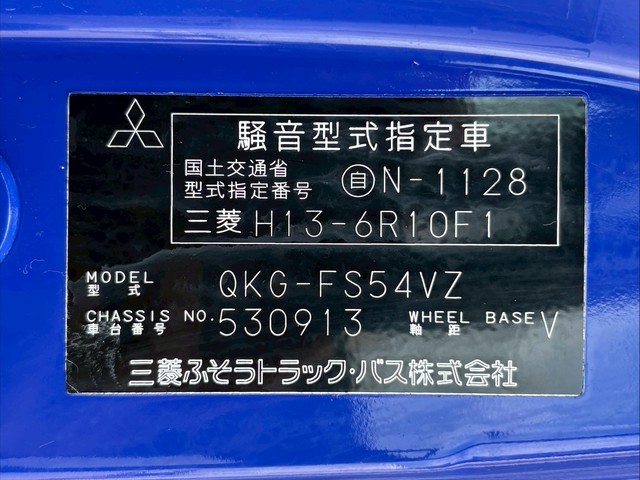 騒音型式指定車
国土交通省
型式指定番号 自N-1128
三菱 H13-6R10F1
MODEL
型式 QKG-FS54VZ
CHASSIS NO. 530913 WHEEL BASE V
車台番号 軸距
三菱ふそうトラック・バス株式会社